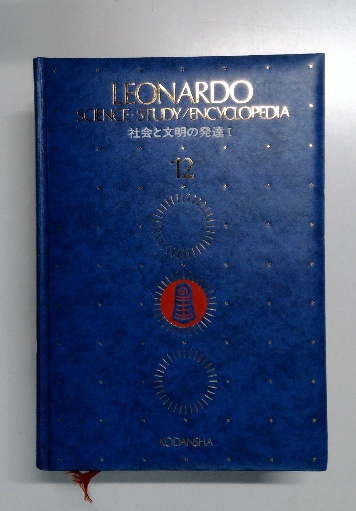 LEONARDO
SCIENCE・STUDY/ENCYCLOPEDIA
社会と文明の発達 I
12
KODANSHA